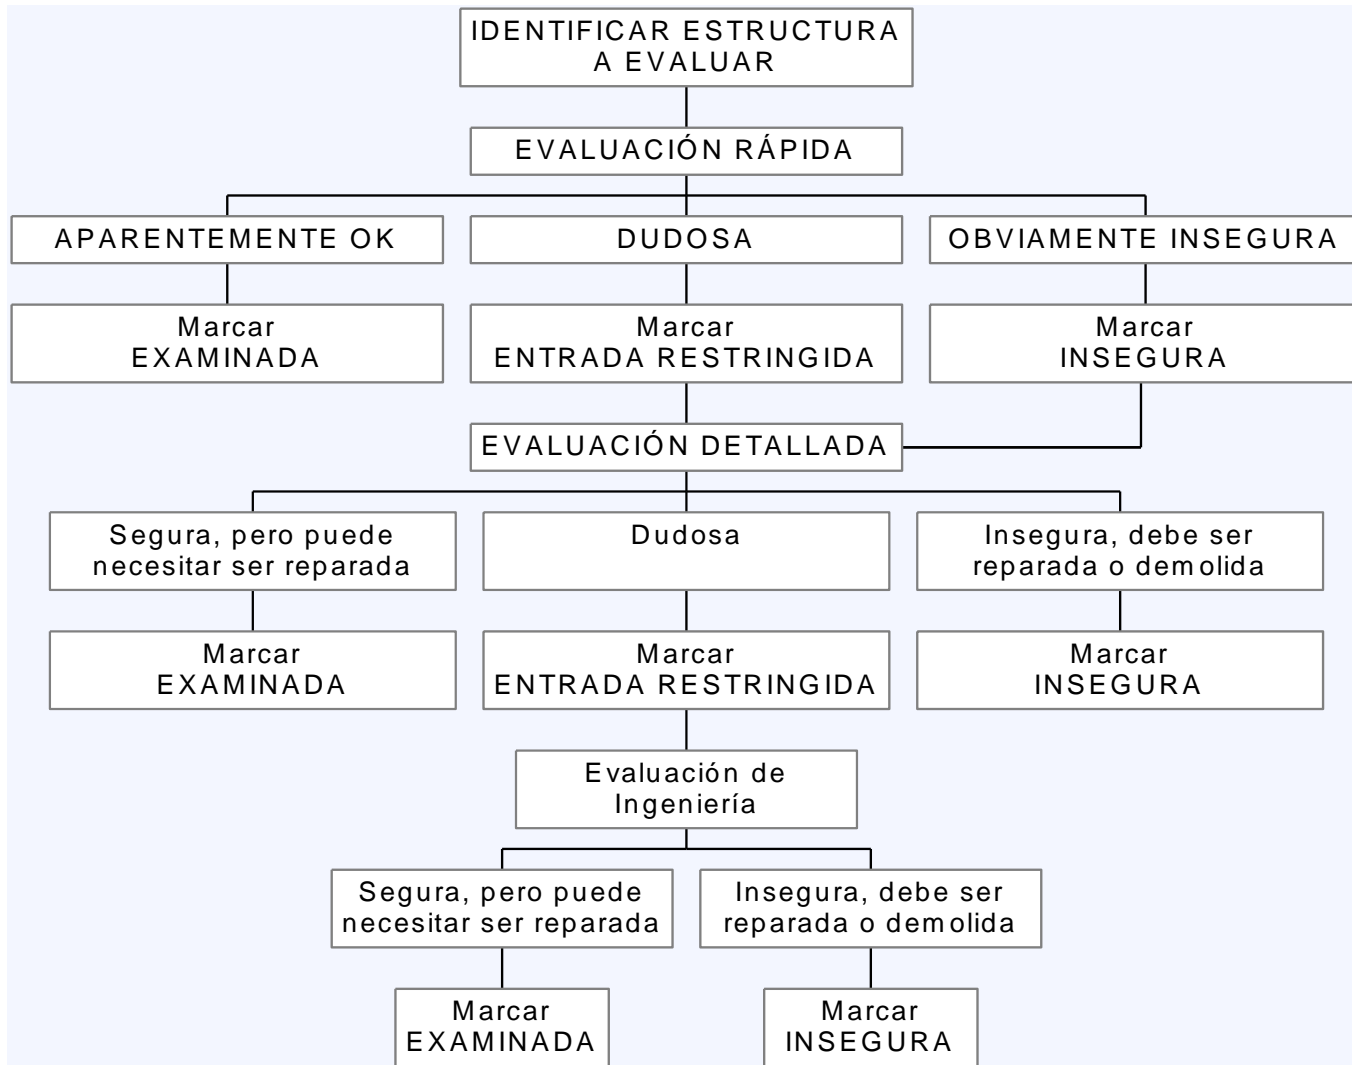 IDENTIFICAR ESTRUCTURA
A EVALUAR
EVALUACIÓN RÁPIDA
APARENTEMENTE OK
DUDOSA
OBVIAMENTE INSEGURA
Marcar
EXAMINADA
Marcar
ENTRADA RESTRINGIDA
Marcar
INSEGURA
EVALUACIÓN DETALLADA
Segura, pero puede
necesitar ser reparada
Dudosa
Insegura, debe ser
reparada o demolida
Marcar
EXAMINADA
Marcar
ENTRADA RESTRINGIDA
Marcar
INSEGURA
Evaluación de
Ingeniería
Segura, pero puede
necesitar ser reparada
Insegura, debe ser
reparada o demolida
Marcar
EXAMINADA
Marcar
INSEGURA